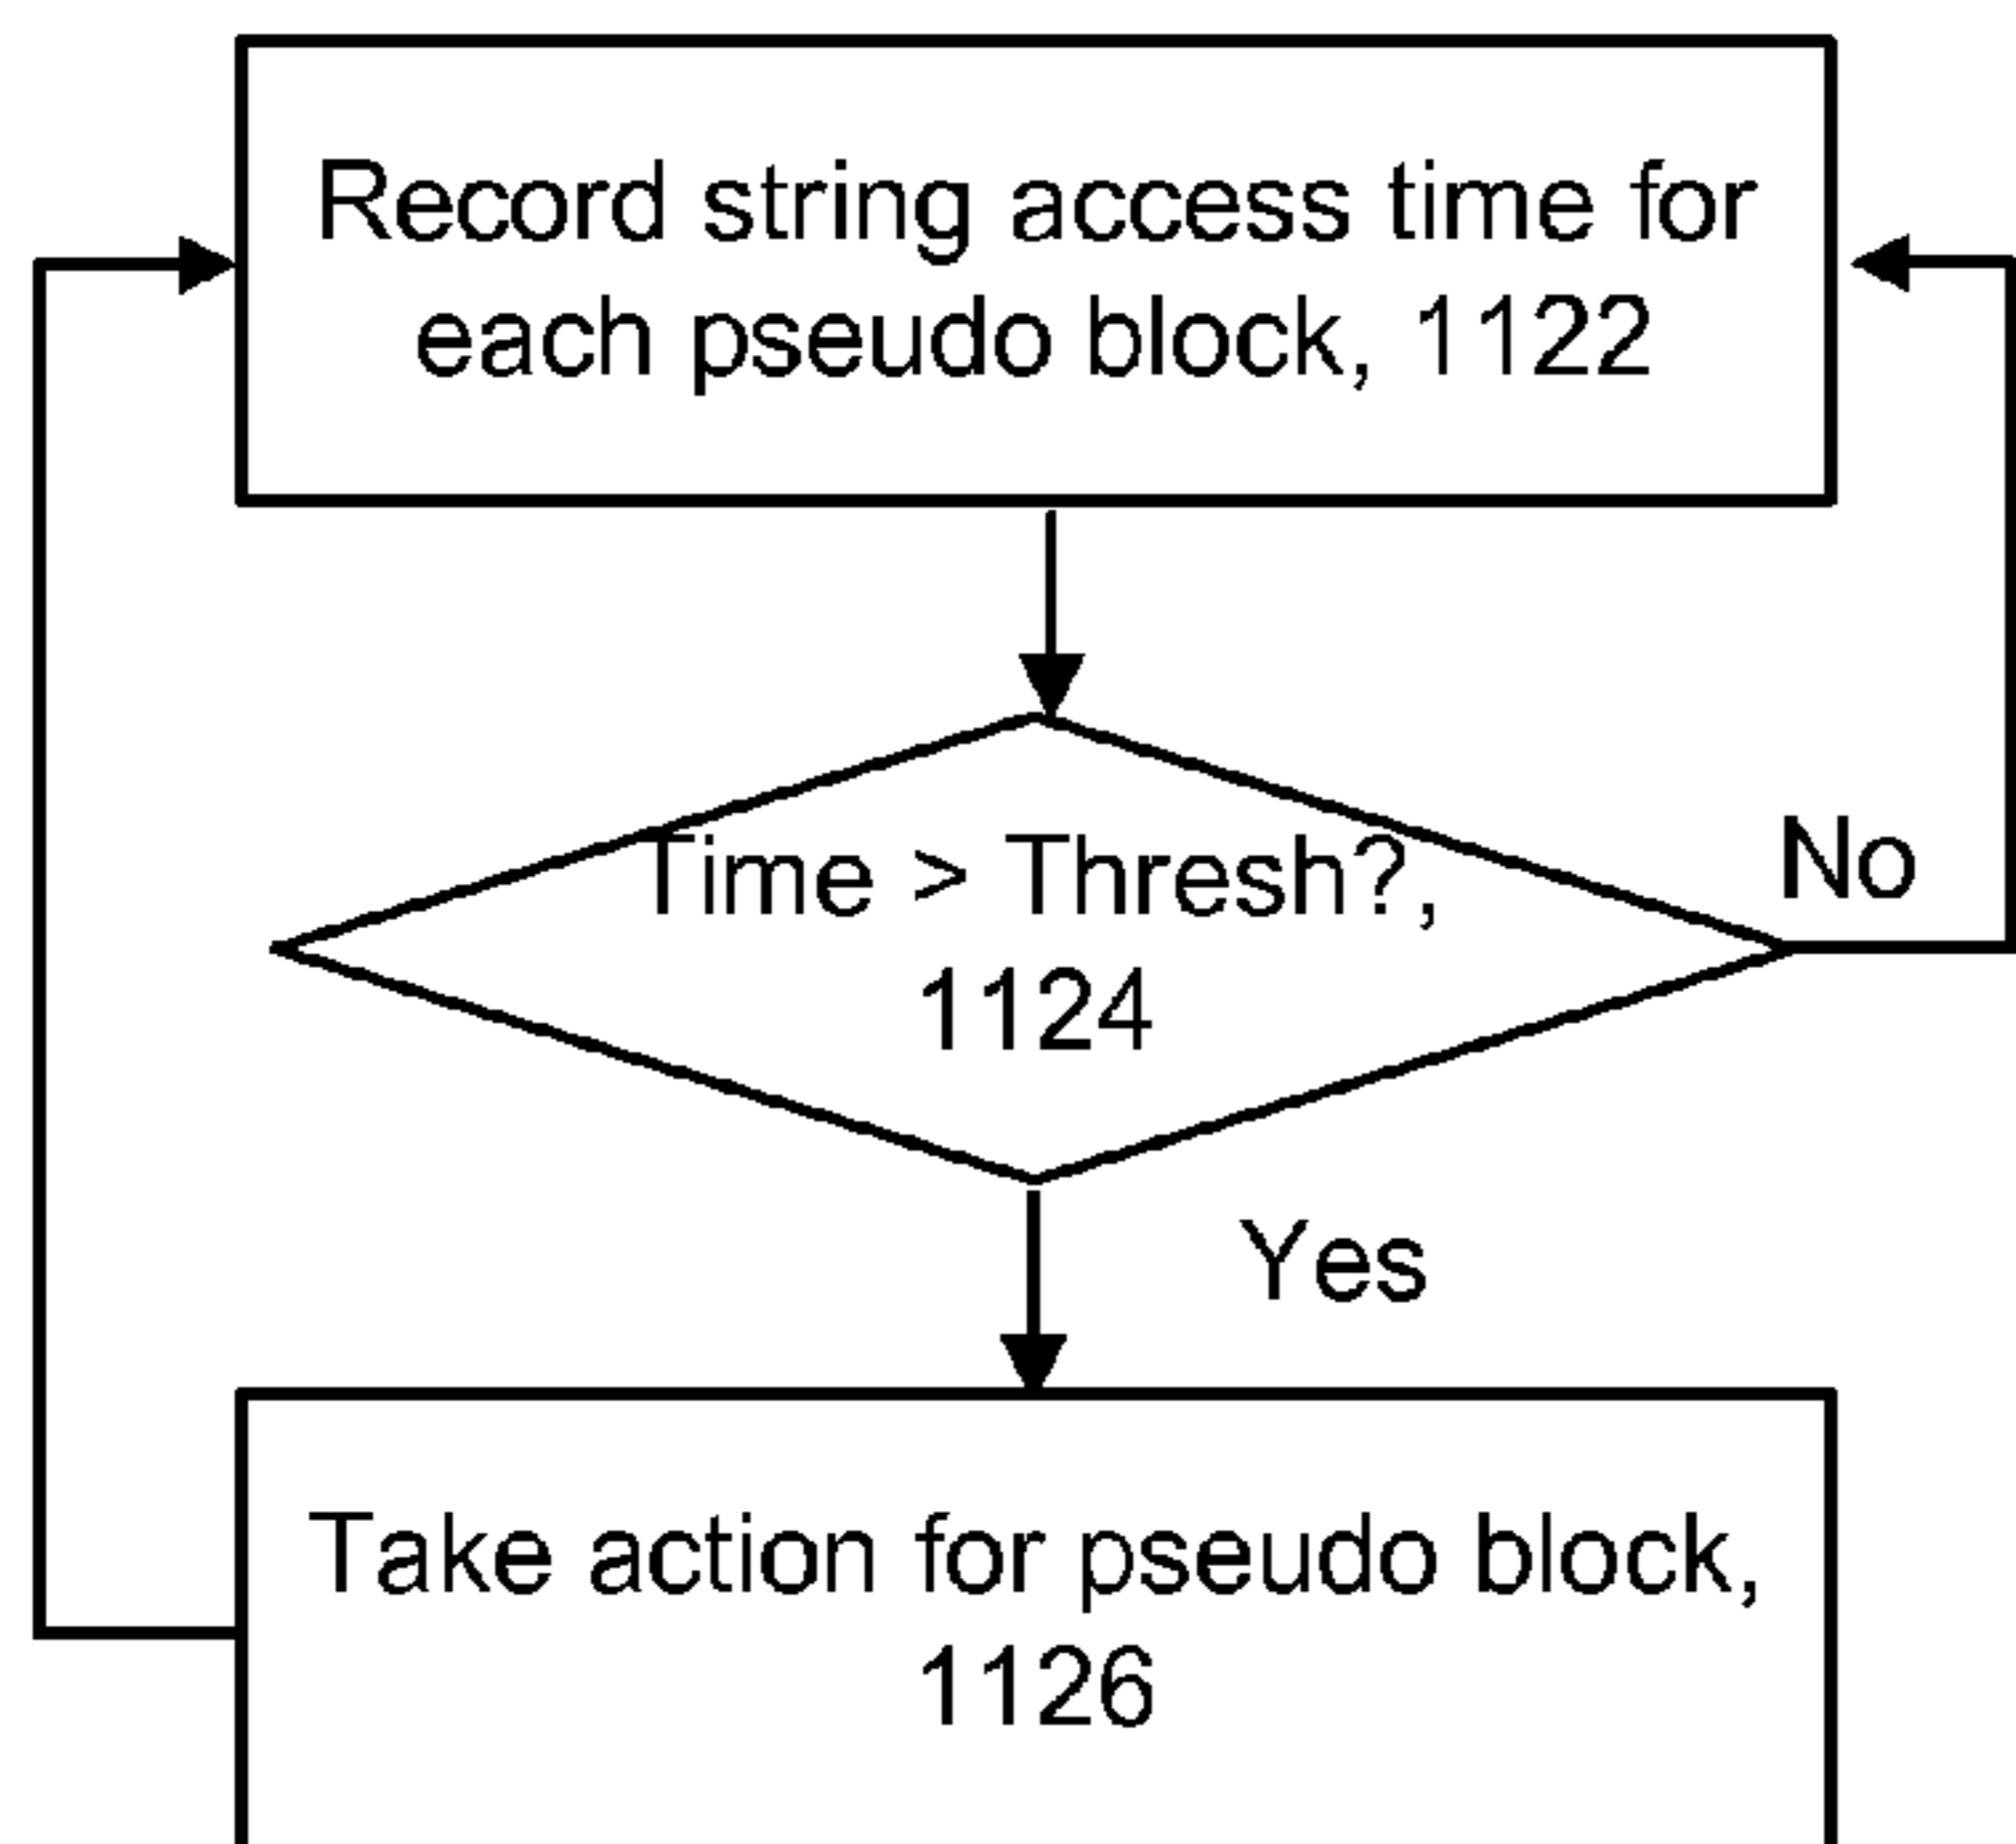 Record string access time for
each pseudo block, 1122
Time > Thresh?,
1124
No
Yes
Take action for pseudo block,
1126